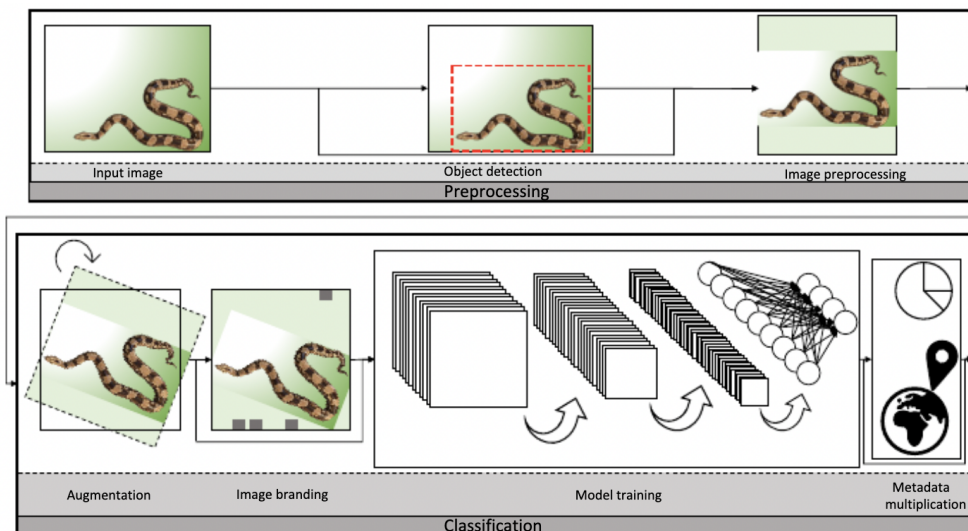 Input image
Object detection
Image preprocessing
Preprocessing
Augmentation
Image branding
Model training
Metadata
multiplication
Classification